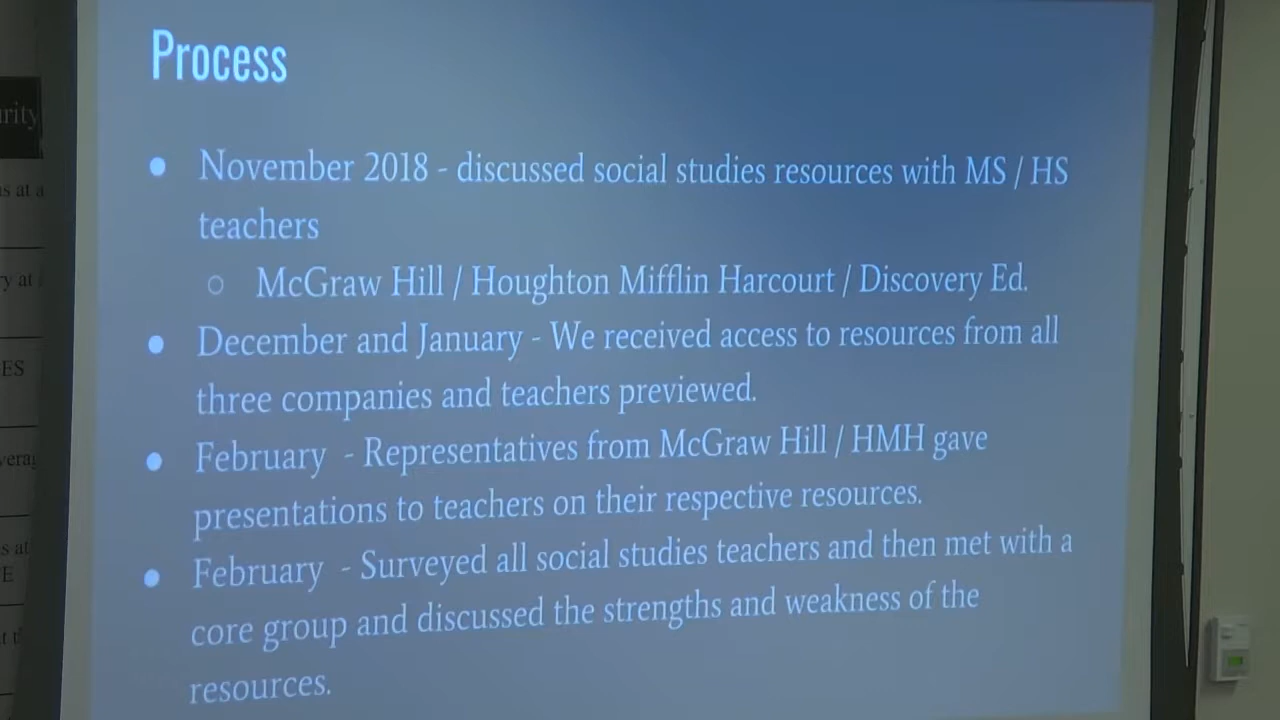 Process
● November 2018 - discussed social studies resources with MS / HS
teachers
○ McGraw Hill / Houghton Mifflin Harcourt / Discovery Ed.
● December and January - We received access to resources from all
three companies and teachers previewed.
● February - Representatives from McGraw Hill / HMH gave
presentations to teachers on their respective resources.
● February - Surveyed all social studies teachers and then met with a
core group and discussed the strengths and weakness of the
resources.
at a
at
ES
E